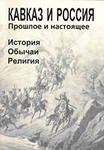 КАВКАЗ И РОССИЯ
Прошлое и настоящее
История
Обычаи
Религия